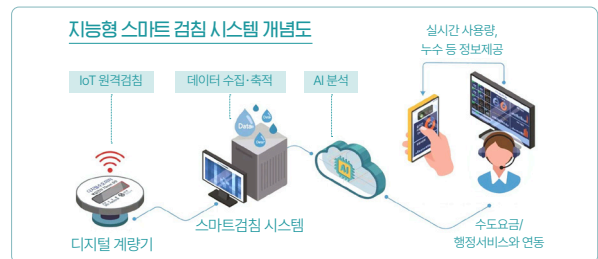 지능형 스마트 검침 시스템 개념도
실시간 사용량,
누수 등 정보제공
IoT 원격검침
데이터 수집·축적
AI 분석
Data
AI
디지털 계량기
스마트검침 시스템
수도요금/
행정서비스와 연동